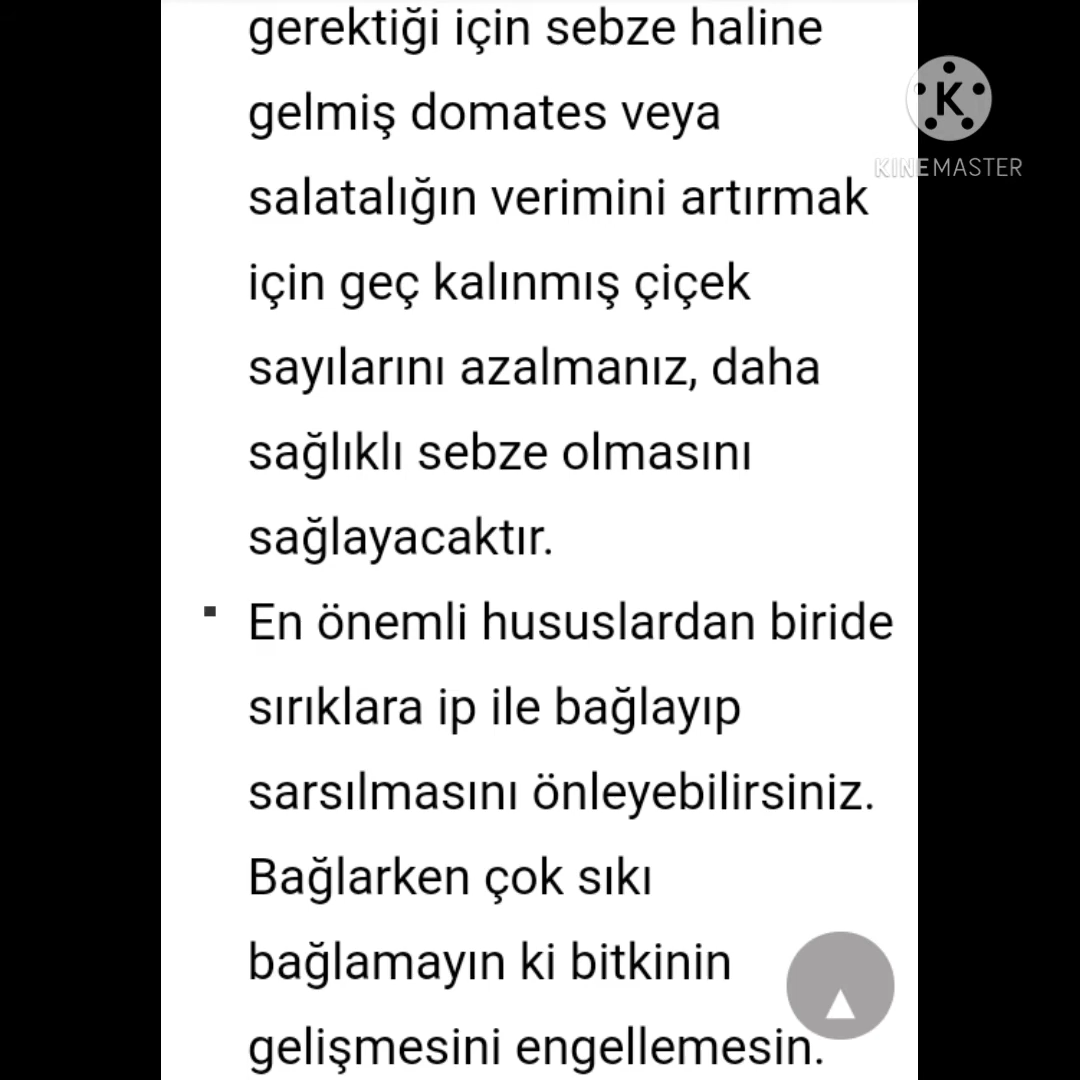 gerektiği için sebze haline
gelmiş domates veya
salatalığın verimini artırmak
için geç kalınmış çiçek
sayılarını azalmanız, daha
sağlıklı sebze olmasını
sağlayacaktır.
En önemli hususlardan biride
sırıklara ip ile bağlayıp
sarsılmasını önleyebilirsiniz.
Bağlarken çok sıkı
bağlamayın ki bitkinin
gelişmesini engellemesin.
K
KINEMASTER